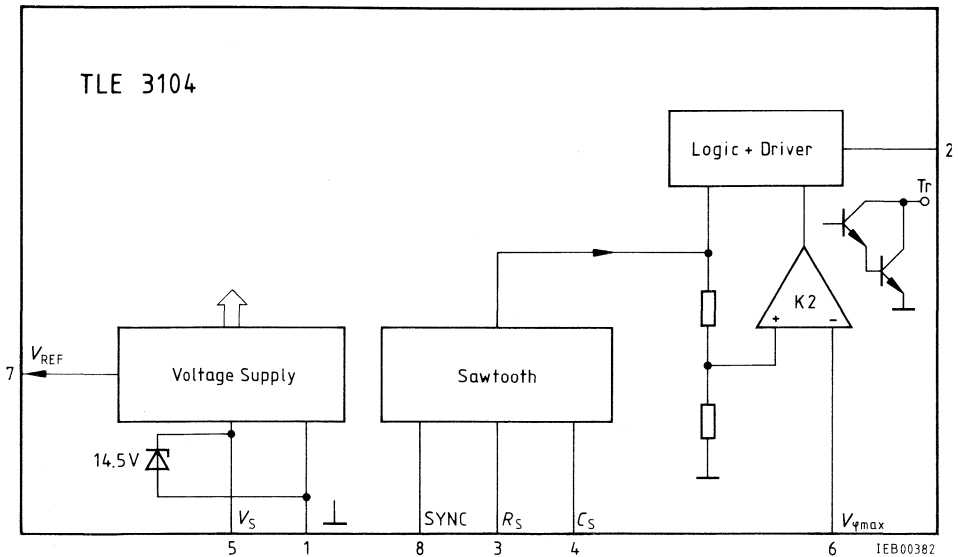 TLE 3104
Logic + Driver
2
Tr
K2
+ −
7
V_REF
Voltage Supply
Sawtooth
14.5 V
V_S
SYNC
R_S
C_S
V_φmax
5 1 8 3 4 6
IEB00382